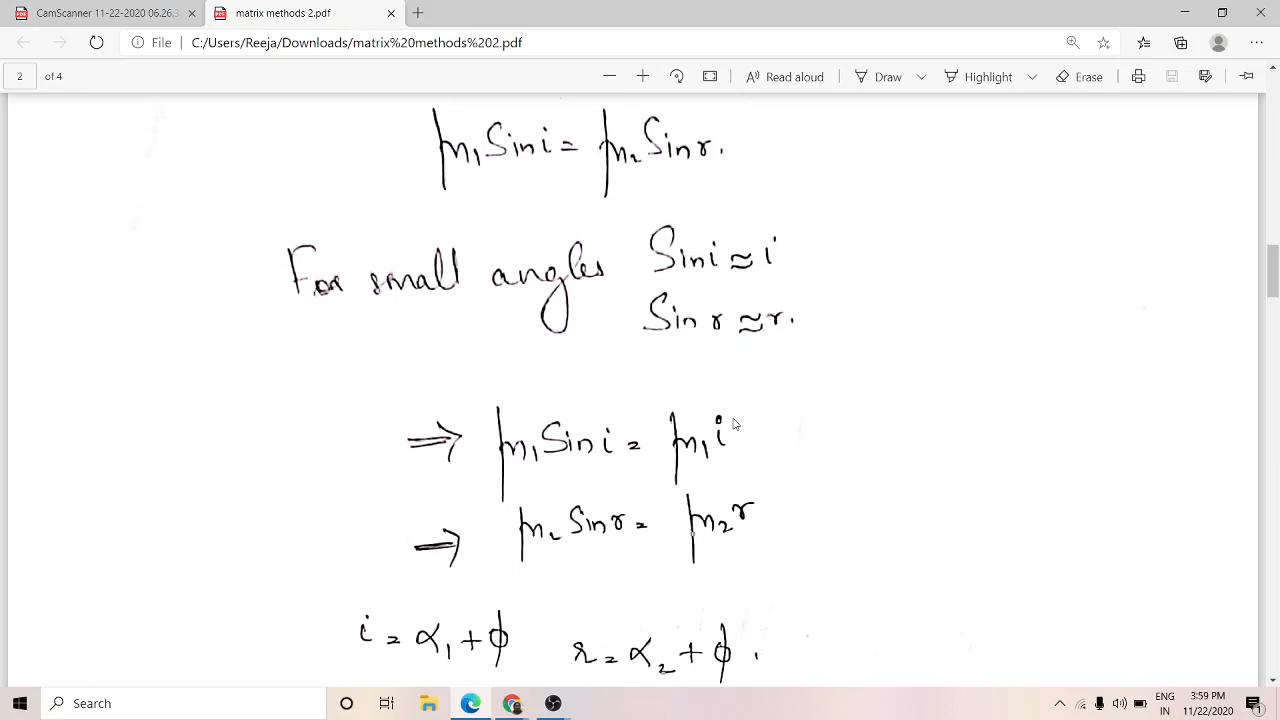 CamScanner 11-22-2020 06.26.3
matrix methods 2.pdf
File C:/Users/Reeja/Downloads/matrix%20methods%202.pdf
2 of 4 Read aloud Draw Highlight Erase
μ₁ Sin i = μ₂ Sin r.
For small angles Sin i ≈ i
Sin r ≈ r.
⇒ μ₁ Sin i = μ₁ i
⇒ μ₂ Sin r = μ₂ r
i = α₁ + ϕ r = α₂ + ϕ .
Search
ENG 3:59 PM
IN 11/22/2020
1